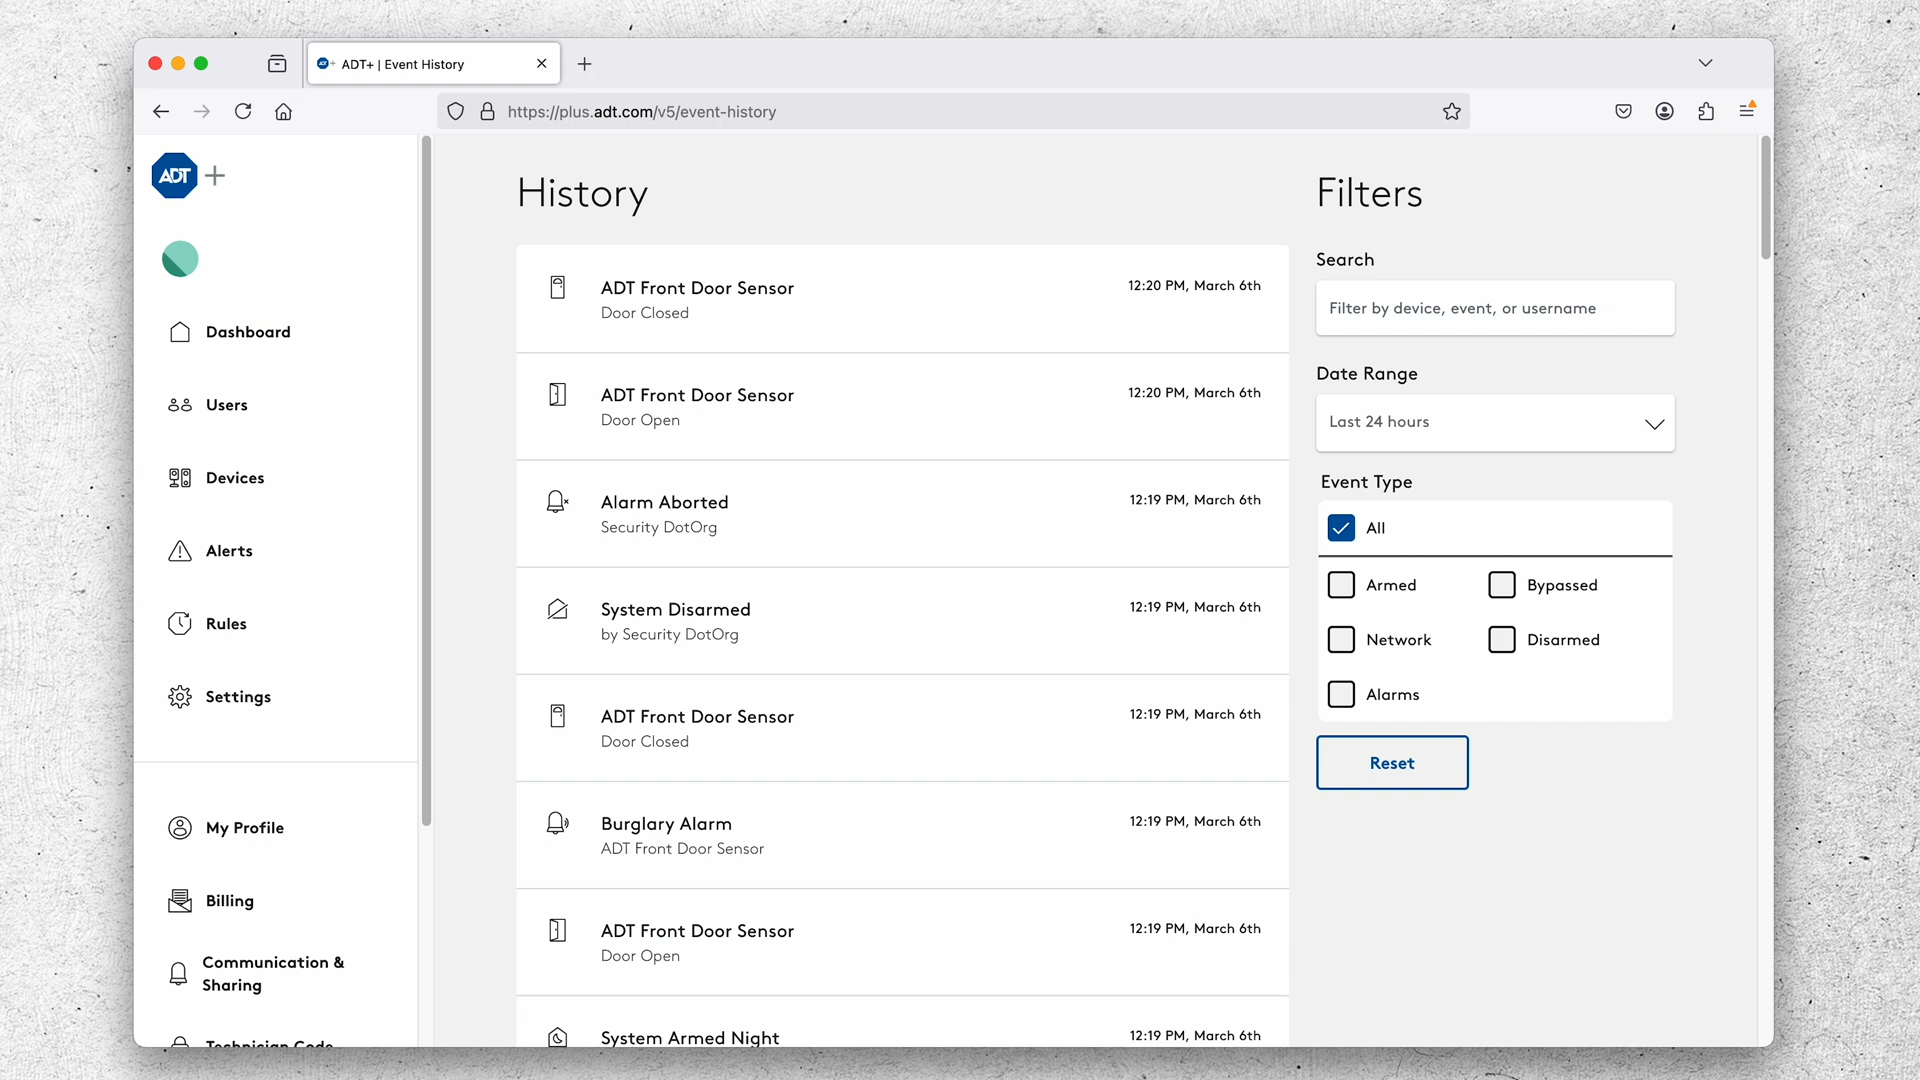 ADT+ | Event History
https://plus.adt.com/v5/event-history
ADT +
Dashboard
Users
Devices
Alerts
Rules
Settings
My Profile
Billing
Communication &
Sharing
Technician Code
History
ADT Front Door Sensor
Door Closed
12:20 PM, March 6th
ADT Front Door Sensor
Door Open
12:20 PM, March 6th
Alarm Aborted
Security DotOrg
12:19 PM, March 6th
System Disarmed
by Security DotOrg
12:19 PM, March 6th
ADT Front Door Sensor
Door Closed
12:19 PM, March 6th
Burglary Alarm
ADT Front Door Sensor
12:19 PM, March 6th
ADT Front Door Sensor
Door Open
12:19 PM, March 6th
System Armed Night
12:19 PM, March 6th
Filters
Search
Filter by device, event, or username
Date Range
Last 24 hours
Event Type
All
Armed
Bypassed
Network
Disarmed
Alarms
Reset